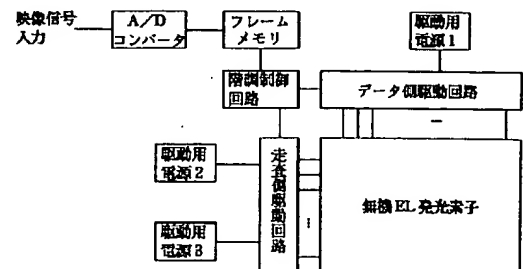 映像信号
入力
A/D
コンバータ
フレーム
メモリ
駆動用
電源1
階調制御
回路
データ側駆動回路
駆動用
電源2
走査側駆動回路
無機EL発光素子
駆動用
電源3